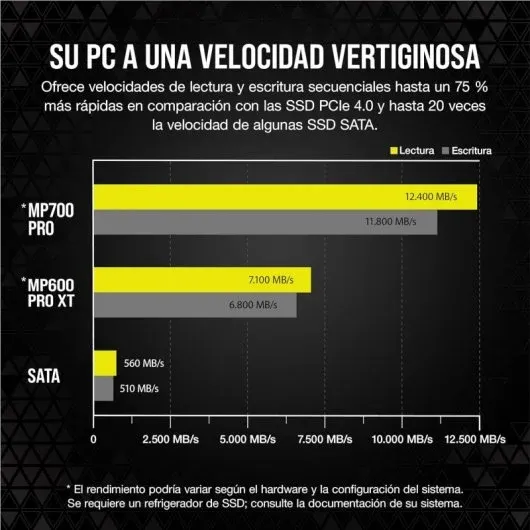 SU PC A UNA VELOCIDAD VERTIGINOSA
Ofrece velocidades de lectura y escritura secuenciales hasta un 75 %
más rápidas en comparación con las SSD PCIe 4.0 y hasta 20 veces
la velocidad de algunas SSD SATA.
Lectura Escritura
*MP700
PRO
12.400 MB/s
11.800 MB/s
*MP600
PRO XT
7.100 MB/s
6.800 MB/s
SATA
560 MB/s
510 MB/s
0 2.500 MB/s 5.000 MB/s 7.500 MB/s 10.000 MB/s 12.500 MB/s
* El rendimiento podría variar según el hardware y la configuración del sistema.
Se requiere un refrigerador de SSD; consulte la documentación de su sistema.